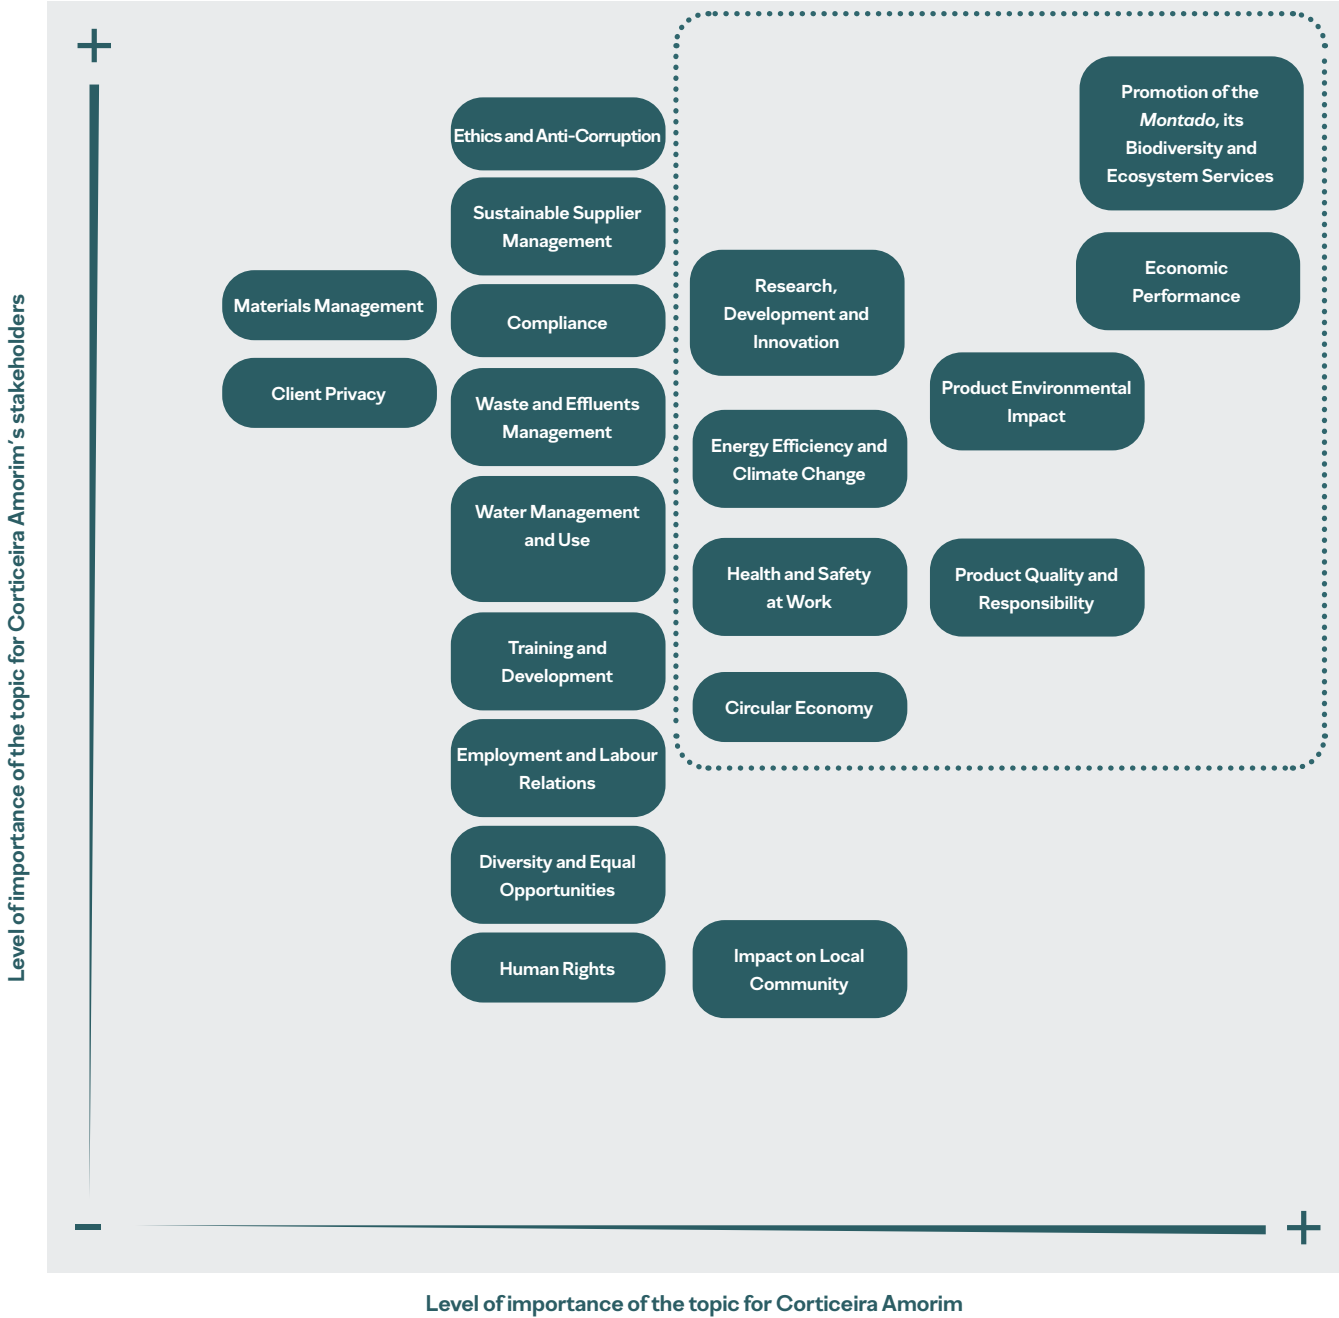 Level of importance of the topic for Corticeira Amorim´s stakeholders
+
Promotion of the
Montado, its
Biodiversity and
Ecosystem Services
Ethics and Anti-Corruption
Sustainable Supplier
Management
Economic
Performance
Research,
Development and
Innovation
Materials Management
Compliance
Client Privacy
Waste and Effluents
Management
Product Environmental
Impact
Energy Efficiency and
Climate Change
Water Management
and Use
Health and Safety
at Work
Product Quality and
Responsibility
Training and
Development
Circular Economy
Employment and Labour
Relations
Diversity and Equal
Opportunities
Human Rights
Impact on Local
Community
–
+
Level of importance of the topic for Corticeira Amorim